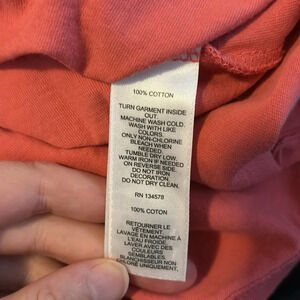 100% COTTON
TURN GARMENT INSIDE
OUT.
MACHINE WASH COLD.
WASH WITH LIKE
COLORS.
ONLY NON-CHLORINE
BLEACH WHEN
NEEDED.
TUMBLE DRY LOW.
WARM IRON IF NEEDED
ON REVERSE SIDE.
DO NOT IRON
DECORATION
DO NOT DRY CLEAN.
RN 134578
100% COTON
RETOURNER LE
VÊTEMENT.
LAVAGE EN MACHINE À
L'EAU FROIDE
LAVER AVEC DES
COULEURS
SEMBLABLES.
BLANCHISSEUR NON
UNIQUEMENT,